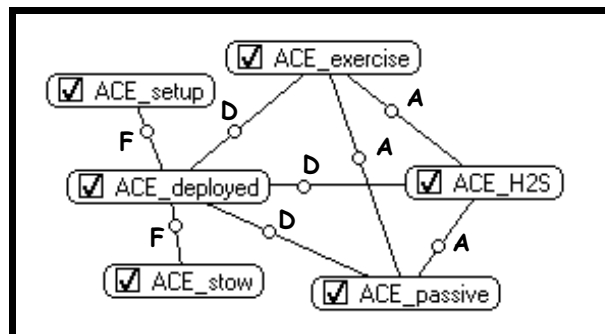 ACE_exercise
ACE_setup
D
A
F
A
D
ACE_deployed
ACE_H2S
D
F
A
ACE_stow
ACE_passive